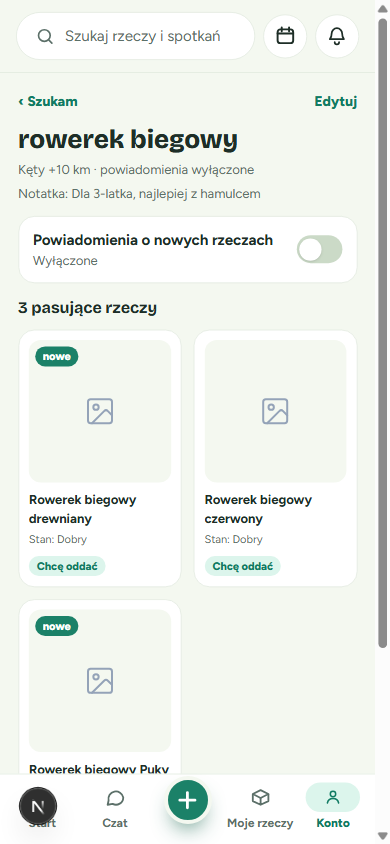 Szukaj rzeczy i spotkań
‹ Szukam
Edytuj
rowerek biegowy
Kęty +10 km · powiadomienia wyłączone
Notatka: Dla 3-latka, najlepiej z hamulcem
Powiadomienia o nowych rzeczach
Wyłączone
3 pasujące rzeczy
nowe
Rowerek biegowy
drewniany
Stan: Dobry
Chcę oddać
Rowerek biegowy
czerwony
Stan: Dobry
Chcę oddać
nowe
Rowerek biegowy Puky
N
Start
Czat
Moje rzeczy
Konto